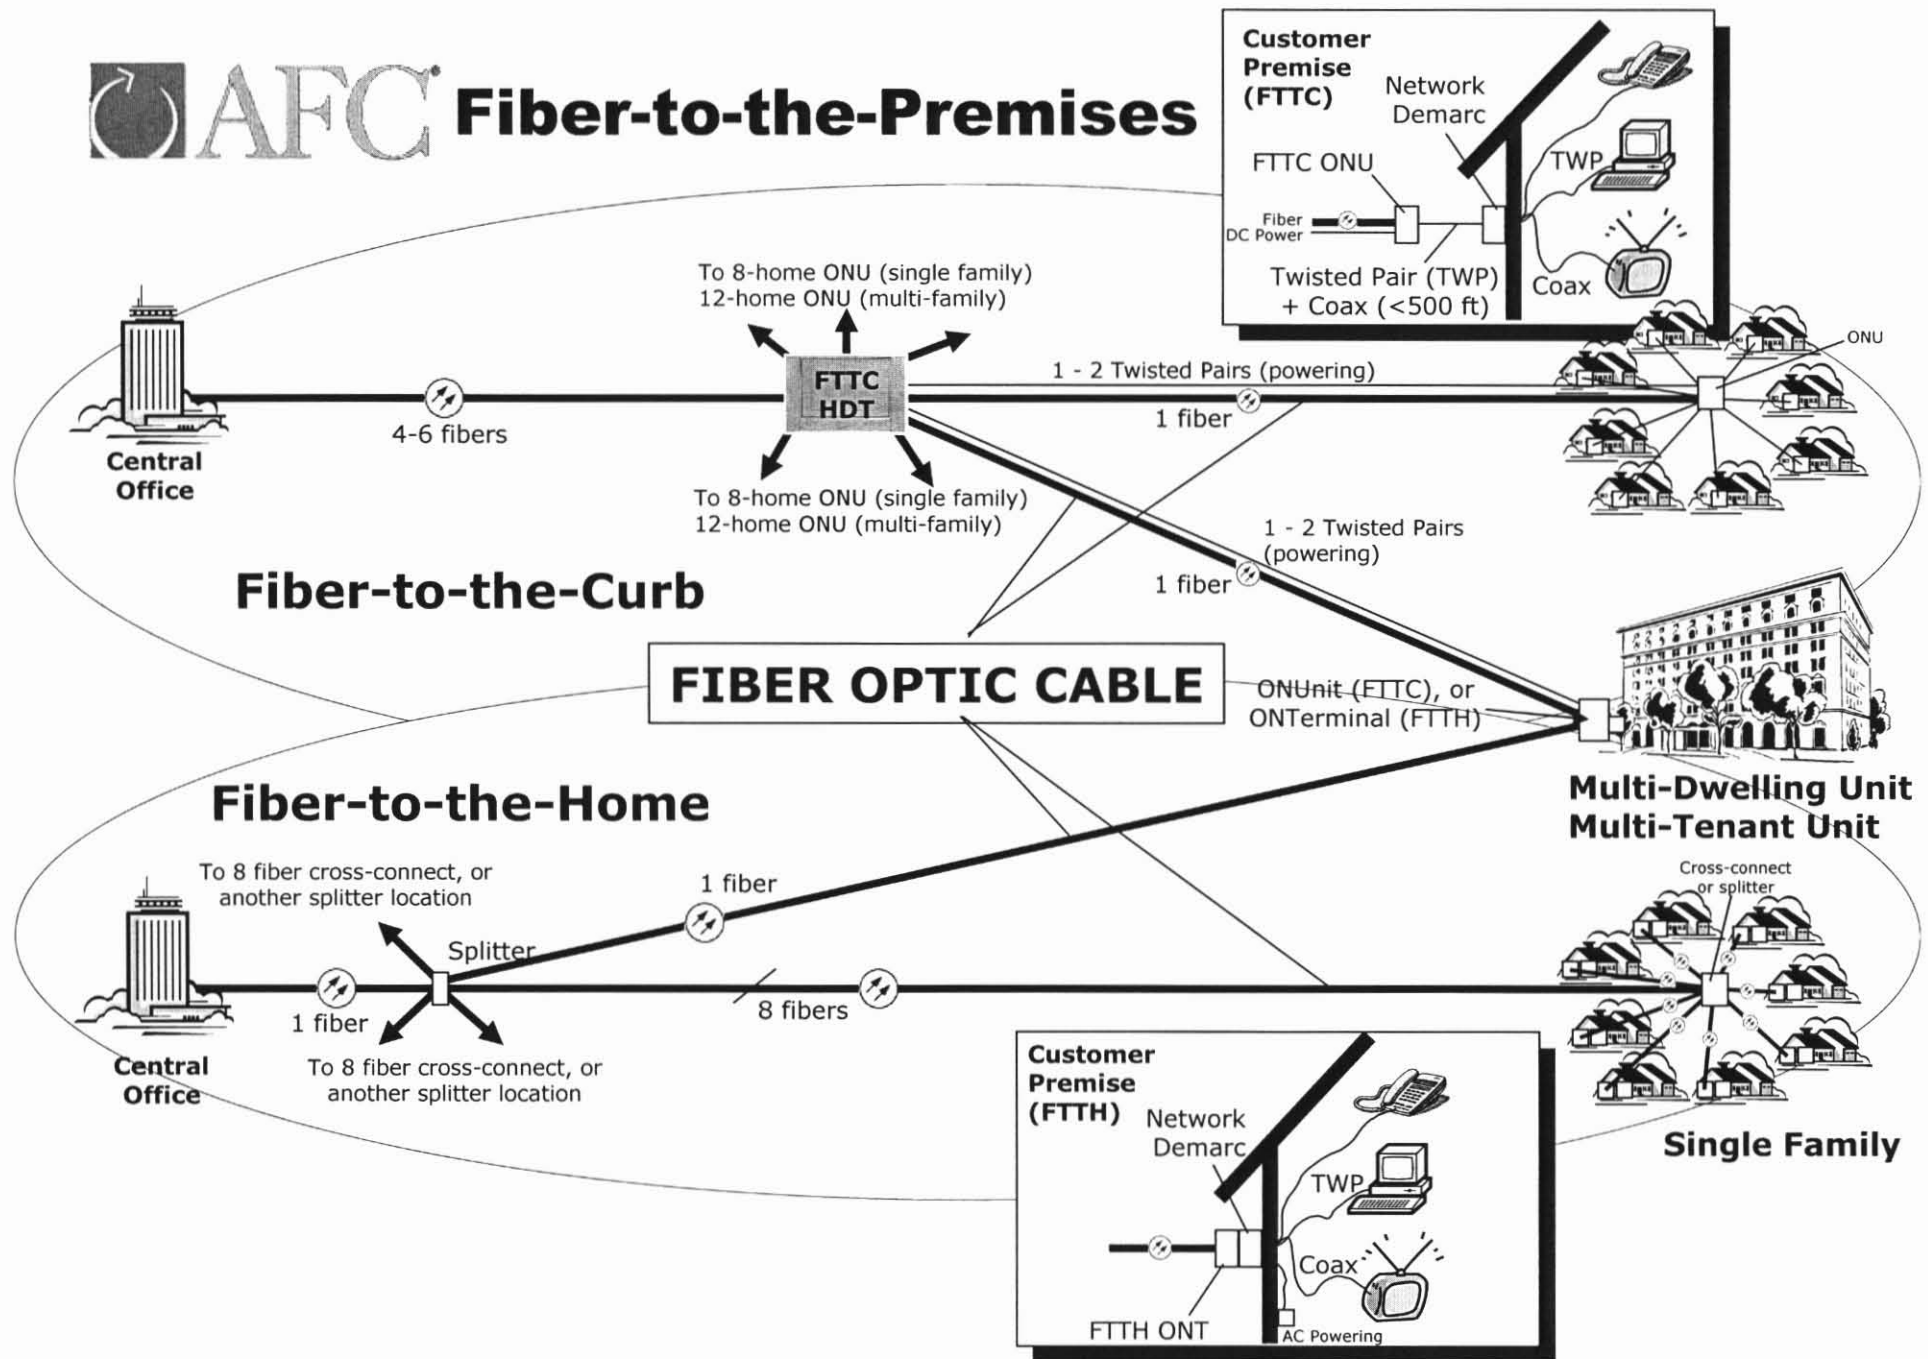 AFC
Fiber-to-the-Premises
Customer
Premise
(FTTC)
Network
Demarc
FTTC ONU
TWP
Fiber
DC Power
Twisted Pair (TWP)
+ Coax (<500 ft)
Coax
To 8-home ONU (single family)
12-home ONU (multi-family)
ONU
FTTC
HDT
1 - 2 Twisted Pairs (powering)
1 fiber
4-6 fibers
Central
Office
To 8-home ONU (single family)
12-home ONU (multi-family)
1 - 2 Twisted Pairs
(powering)
1 fiber
Fiber-to-the-Curb
FIBER OPTIC CABLE
ONUnit (FTTC), or
ONTerminal (FTTH)
Multi-Dwelling Unit
Multi-Tenant Unit
Fiber-to-the-Home
To 8 fiber cross-connect, or
another splitter location
1 fiber
Splitter
Cross-connect
or splitter
1 fiber
8 fibers
Central
Office
To 8 fiber cross-connect, or
another splitter location
Single Family
Customer
Premise
(FTTH)
Network
Demarc
TWP
Coax
FTTH ONT
AC Powering